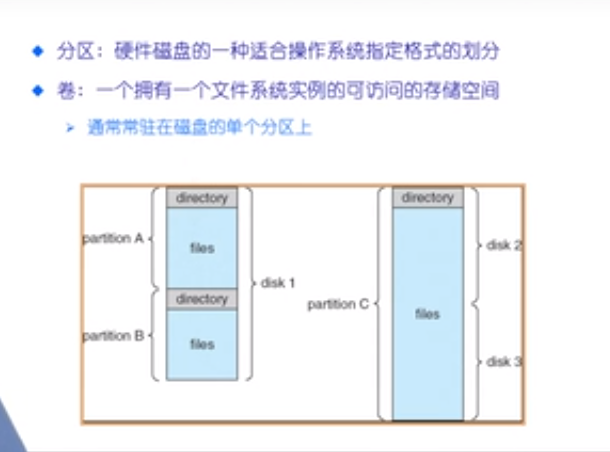 分区：硬件磁盘的一种适合操作系统指定格式的划分
卷：一个拥有一个文件系统实例的可访问的存储空间
通常常驻在磁盘的单个分区上
directory
partition A
files
directory
partition B
files
disk 1
directory
partition C
files
disk 2
disk 3